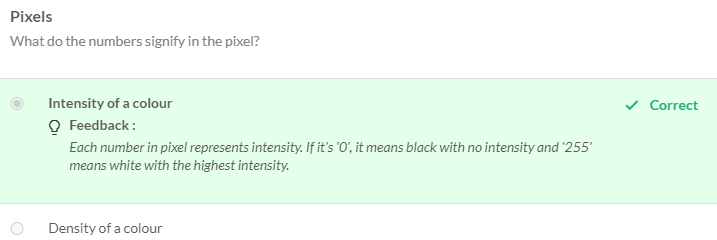 Pixels
What do the numbers signify in the pixel?
Intensity of a colour
Correct
Feedback :
Each number in pixel represents intensity. If it's '0', it means black with no intensity and '255'
means white with the highest intensity.
Density of a colour